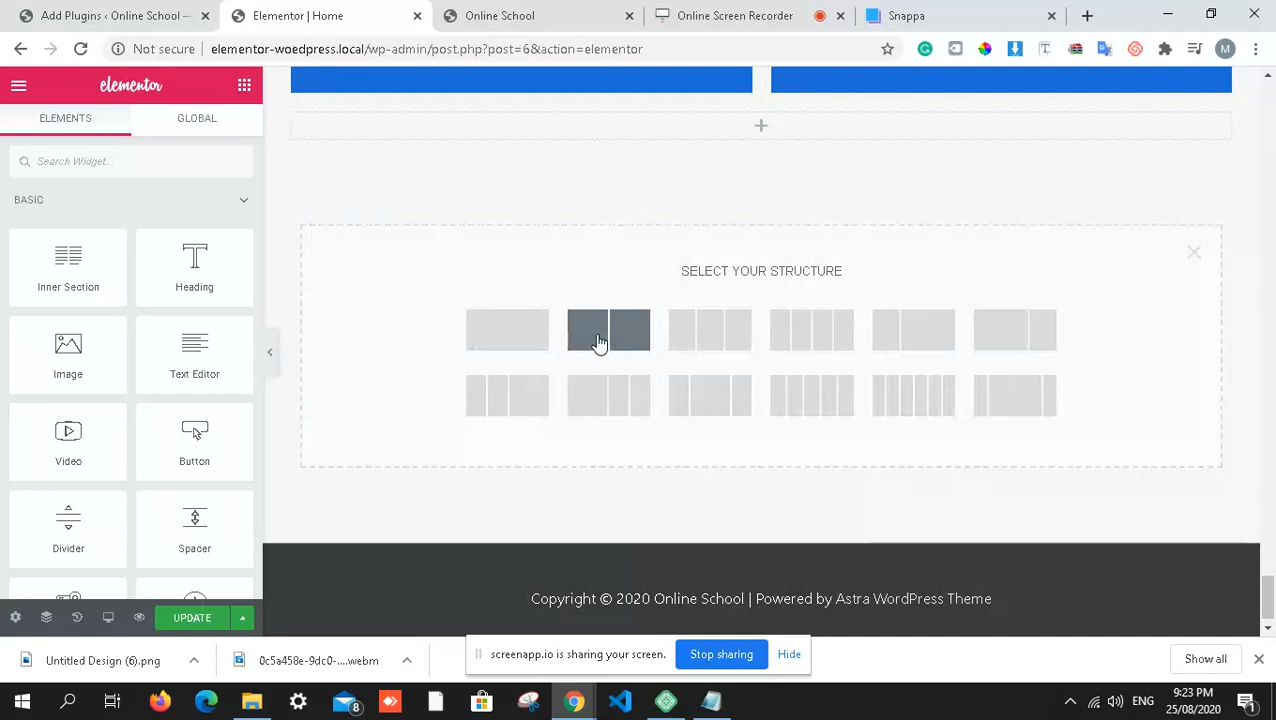 Add Plugins ‹ Online School —
Elementor | Home
Online School
Online Screen Recorder
Snappa
Not secure
elementor-woedpress.local/wp-admin/post.php?post=6&action=elementor
M
elementor
ELEMENTS
GLOBAL
Search Widget...
BASIC
Inner Section
Heading
Image
Text Editor
Video
Button
Divider
Spacer
UPDATE
SELECT YOUR STRUCTURE
Copyright © 2020 Online School | Powered by Astra WordPress Theme
screenapp.io is sharing your screen.
Stop sharing
Hide
Untitled Design (6).png
0c5a458e-9dc0-....webm
Show all
8
ENG
9:23 PM
25/08/2020
1